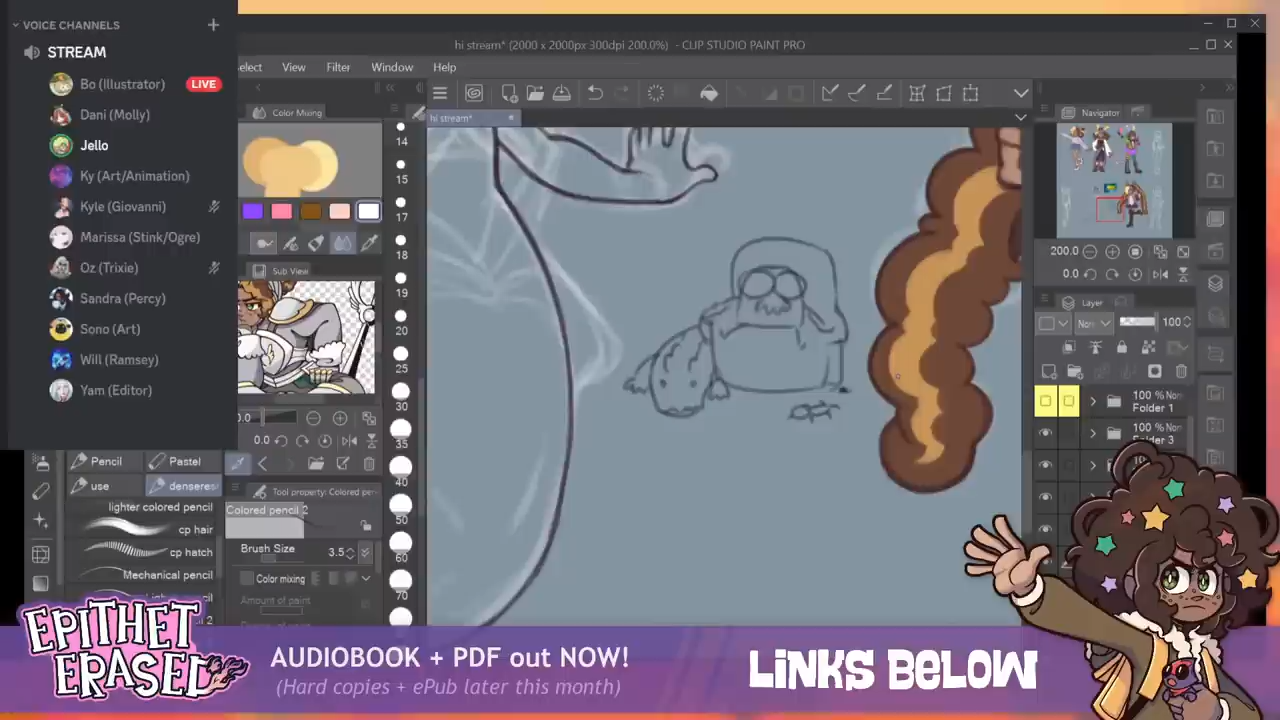 VOICE CHANNELS
STREAM
Bo (Illustrator) LIVE
Dani (Molly)
Jello
Ky (Art/Animation)
Kyle (Giovanni)
Marissa (Stink/Ogre)
Oz (Trixie)
Sandra (Percy)
Sono (Art)
Will (Ramsey)
Yam (Editor)
hi stream* (2000 x 2000px 300dpi 200.0%) - CLIP STUDIO PAINT PRO
elect View Filter Window Help
Color Mixing
hi stream*
Navigator
14
15
17
18
19
20
25
30
35
40
50
60
70
200.0
0.0
Sub View
Layer
100
100 % Nor
Folder 1
100 % Nor
Folder 3
0.0
0.0
Pencil Pastel
use denseres
lighter colored pencil
cp hair
cp hatch
Mechanical pencil
Tool property: Colored pe
Colored pencil 2
Brush Size 3.5
Color mixing
Amount of paint
EPITHET
ERASED
AUDIOBOOK + PDF out NOW!
(Hard copies + ePub later this month)
LINKS BELOW